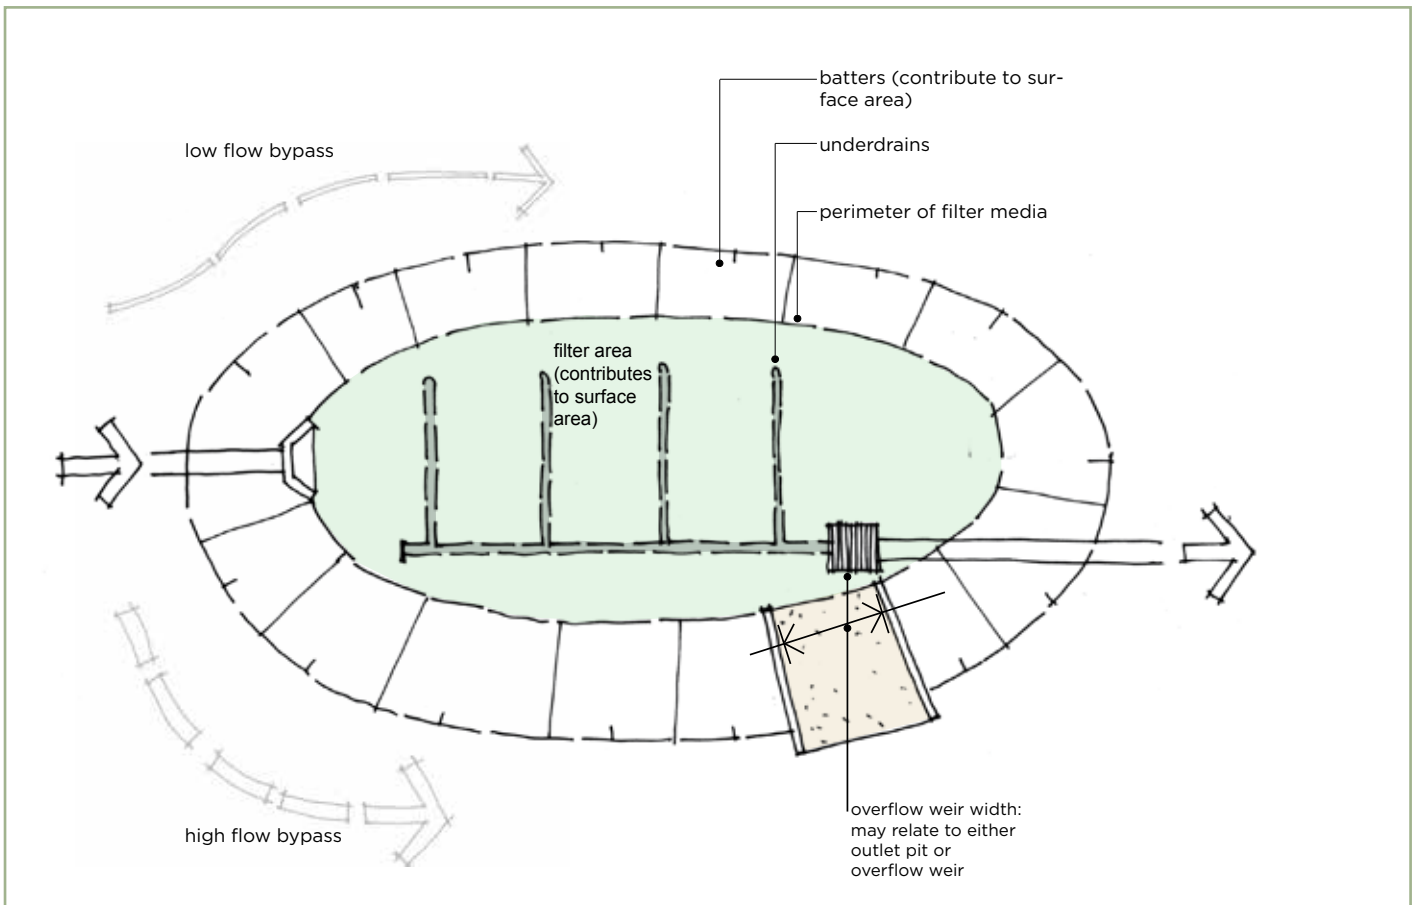 batters (contribute to sur-
face area)
low flow bypass
underdrains
perimeter of filter media
filter area
(contributes
to surface
area)
overflow weir width:
may relate to either
outlet pit or
overflow weir
high flow bypass